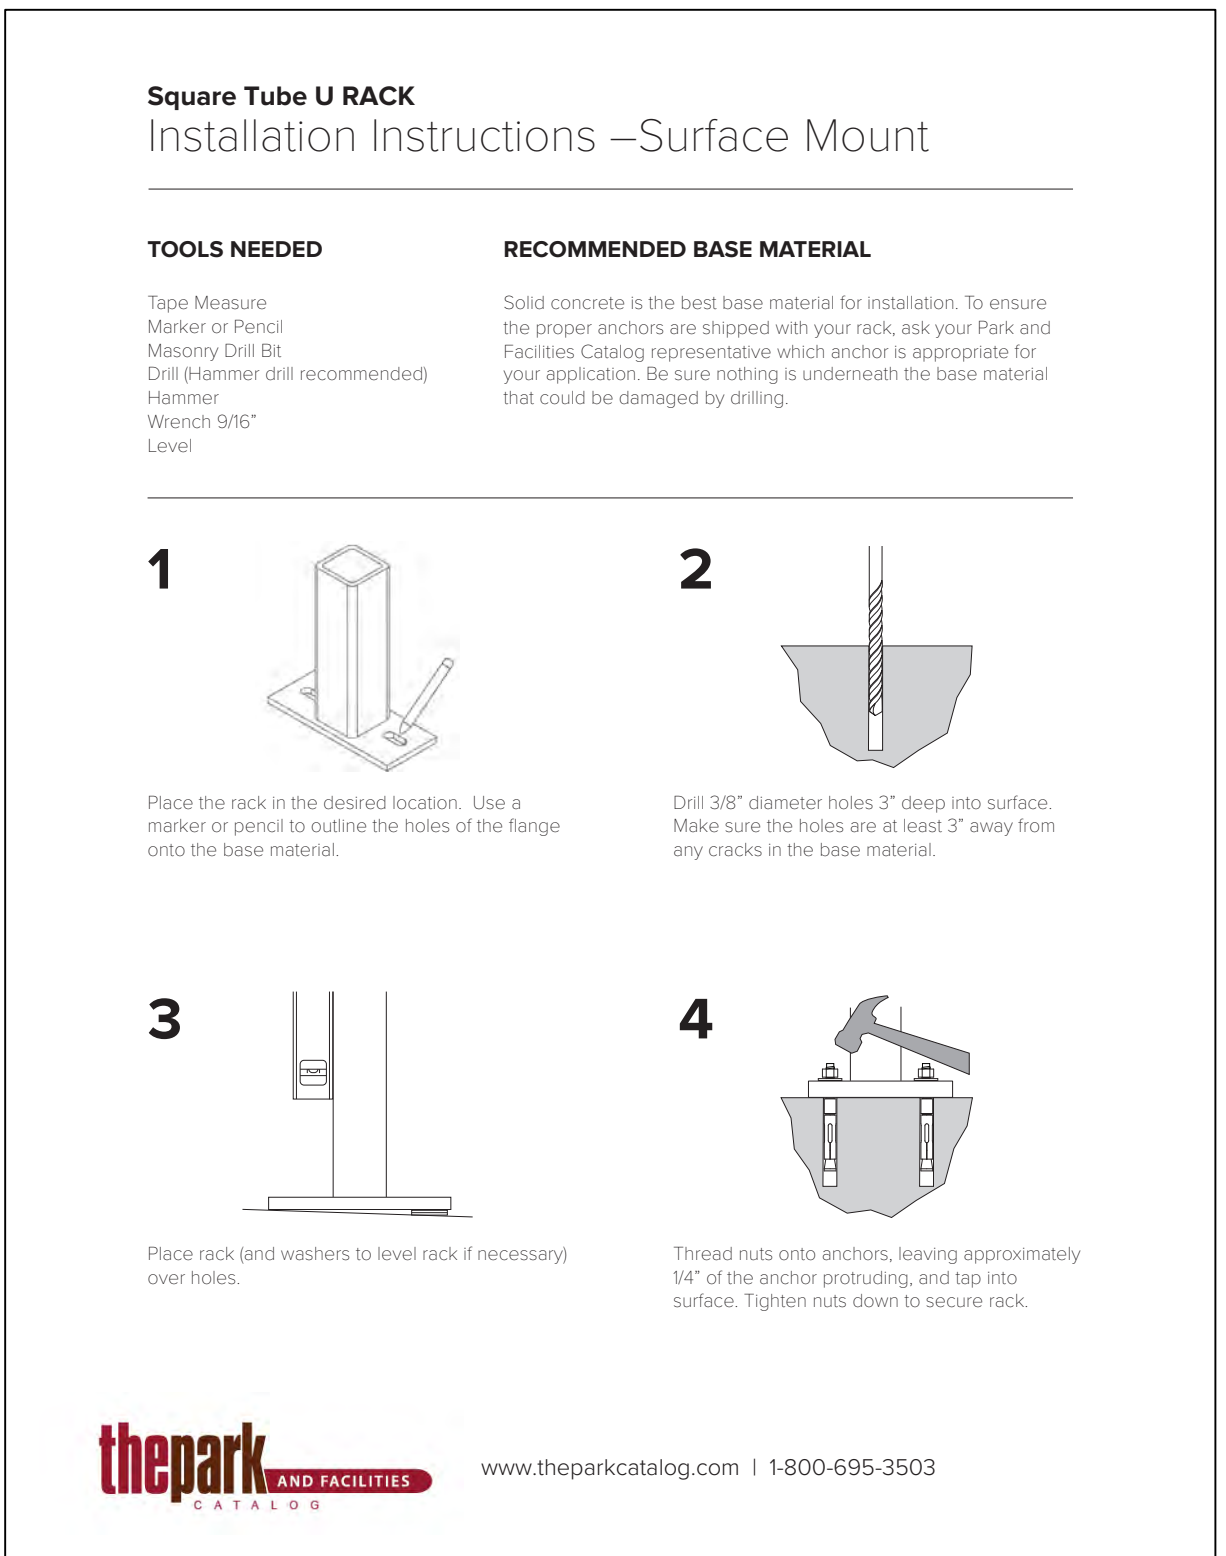 Square Tube U RACK
Installation Instructions –Surface Mount
TOOLS NEEDED
Tape Measure
Marker or Pencil
Masonry Drill Bit
Drill (Hammer drill recommended)
Hammer
Wrench 9/16”
Level
RECOMMENDED BASE MATERIAL
Solid concrete is the best base material for installation. To ensure
the proper anchors are shipped with your rack, ask your Park and
Facilities Catalog representative which anchor is appropriate for
your application. Be sure nothing is underneath the base material
that could be damaged by drilling.
1
Place the rack in the desired location.  Use a
marker or pencil to outline the holes of the flange
onto the base material.
2
Drill 3/8” diameter holes 3” deep into surface.
Make sure the holes are at least 3” away from
any cracks in the base material.
3
Place rack (and washers to level rack if necessary)
over holes.
4
Thread nuts onto anchors, leaving approximately
1/4” of the anchor protruding, and tap into
surface. Tighten nuts down to secure rack.
thepark
AND FACILITIES
CATALOG
www.theparkcatalog.com | 1-800-695-3503